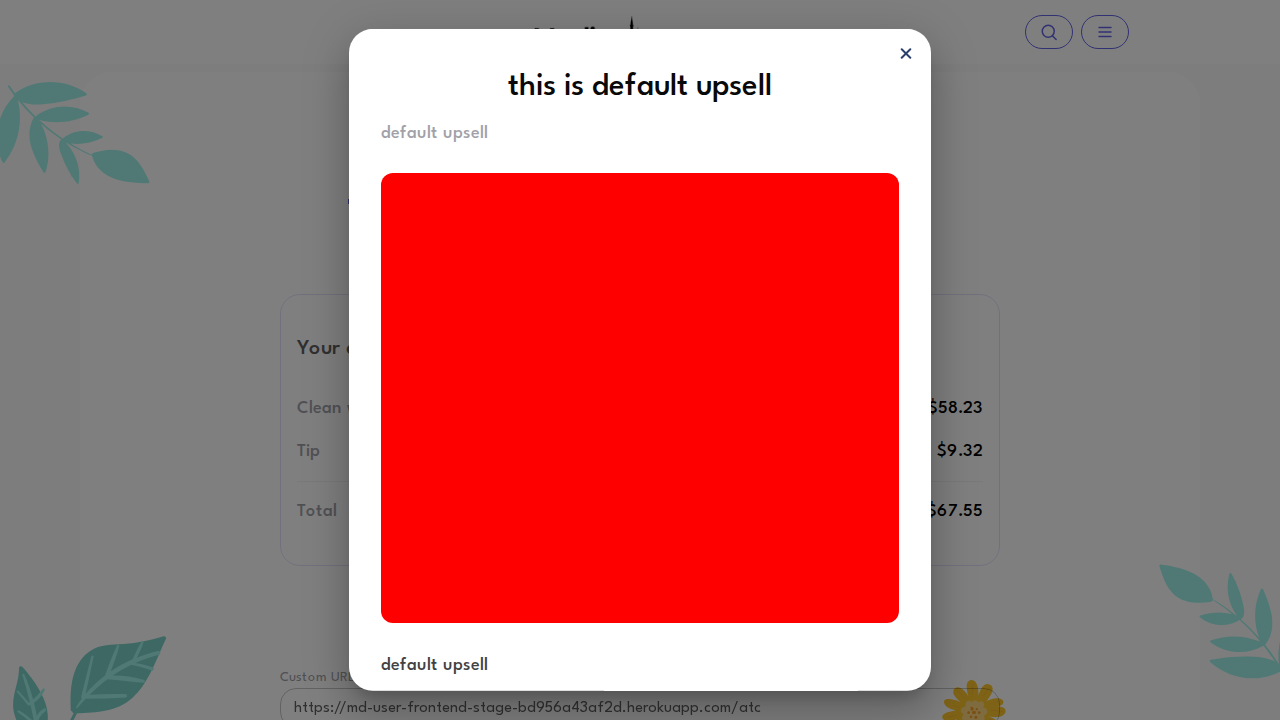 this is default upsell
default upsell
Your
Clean
$58.23
Tip
$9.32
Total
$67.55
default upsell
Custom UR
https://md-user-frontend-stage-bd956a43af2d.herokuapp.com/atc